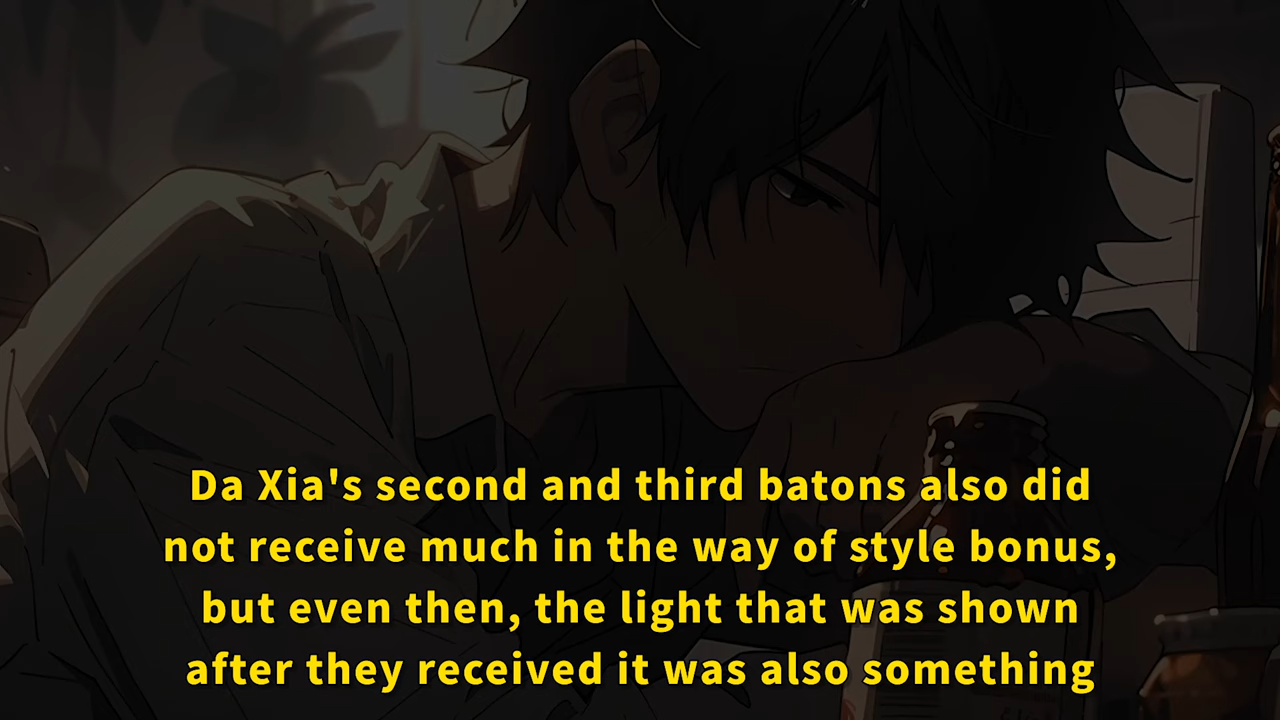 Da Xia's second and third batons also did
not receive much in the way of style bonus,
but even then, the light that was shown
after they received it was also something